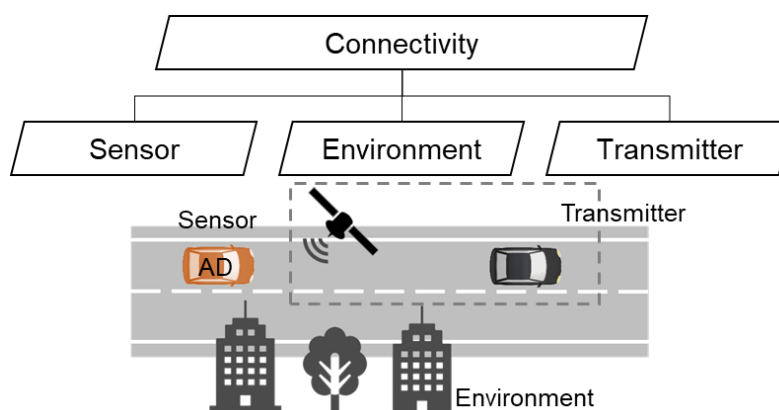 Connectivity
Sensor Environment Transmitter
Sensor
Transmitter
AD
Environment